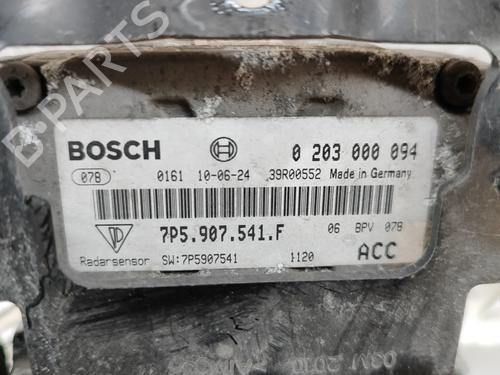 BOSCH 0 203 000 094
078 0161 10-06-24 39R00552 Made in Germany
7P5.907.541.F 06 BPV 078
Radarsensor SW:7P5907541 1120 ACC